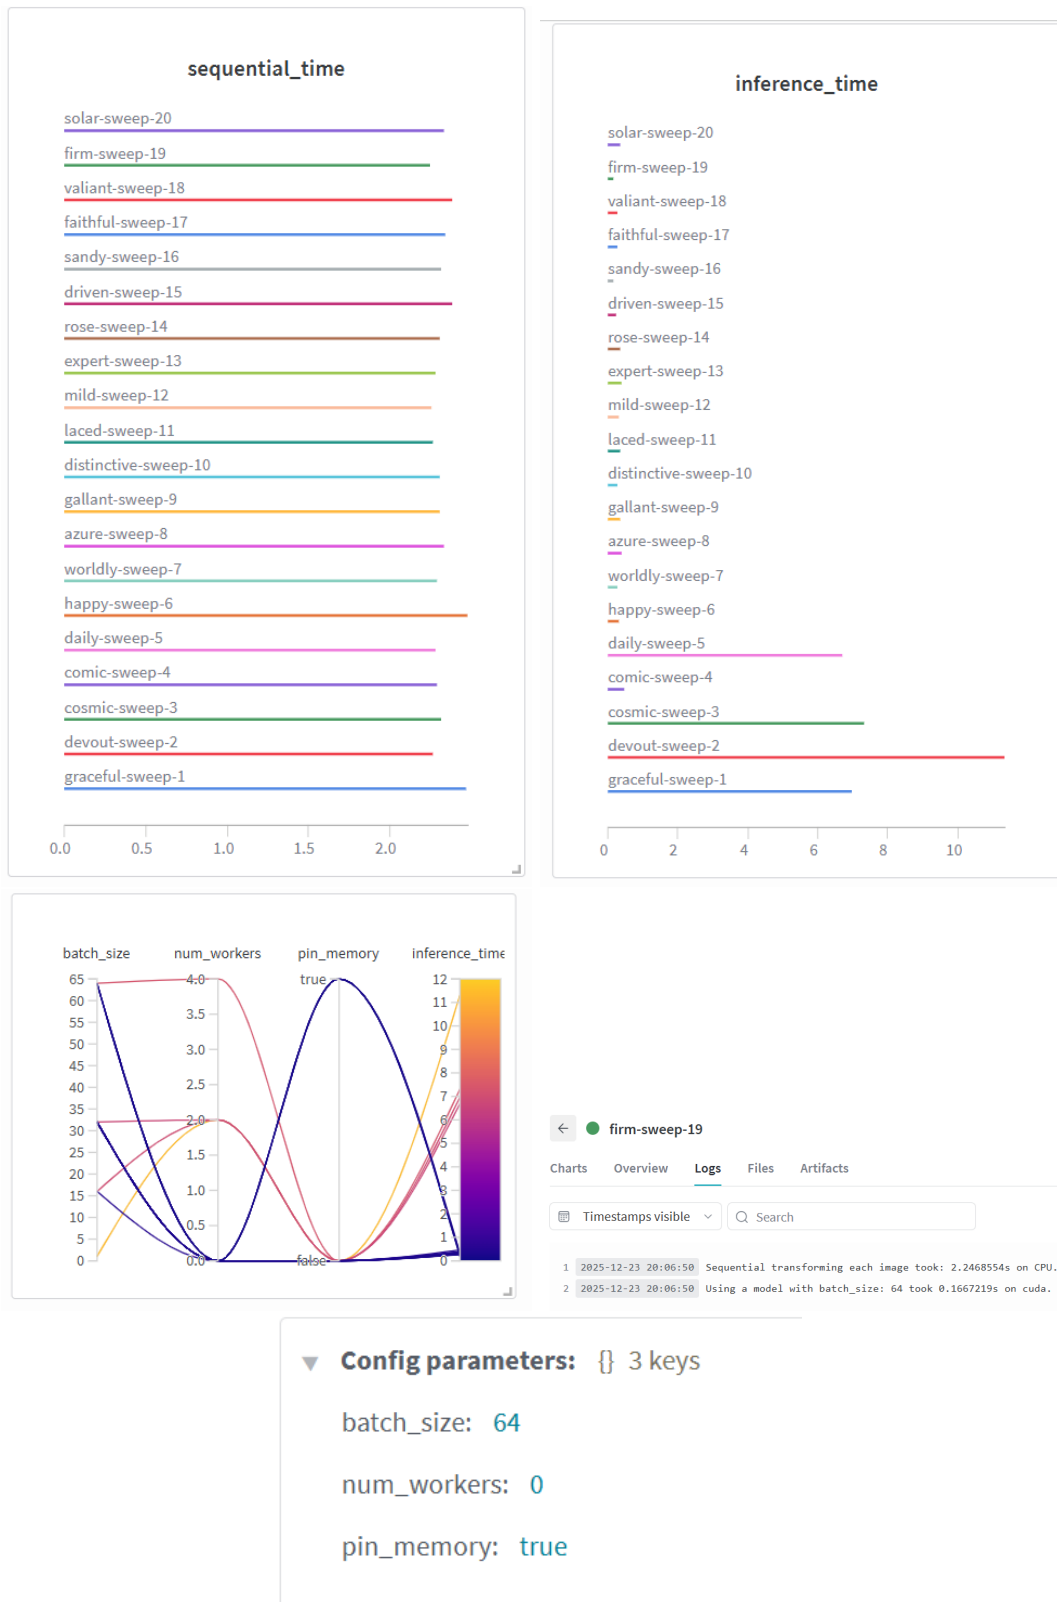 sequential_time
solar-sweep-20
firm-sweep-19
valiant-sweep-18
faithful-sweep-17
sandy-sweep-16
driven-sweep-15
rose-sweep-14
expert-sweep-13
mild-sweep-12
laced-sweep-11
distinctive-sweep-10
gallant-sweep-9
azure-sweep-8
worldly-sweep-7
happy-sweep-6
daily-sweep-5
comic-sweep-4
cosmic-sweep-3
devout-sweep-2
graceful-sweep-1
0.0 0.5 1.0 1.5 2.0
inference_time
solar-sweep-20
firm-sweep-19
valiant-sweep-18
faithful-sweep-17
sandy-sweep-16
driven-sweep-15
rose-sweep-14
expert-sweep-13
mild-sweep-12
laced-sweep-11
distinctive-sweep-10
gallant-sweep-9
azure-sweep-8
worldly-sweep-7
happy-sweep-6
daily-sweep-5
comic-sweep-4
cosmic-sweep-3
devout-sweep-2
graceful-sweep-1
0 2 4 6 8 10
batch_size num_workers pin_memory inference_time
65
60
55
50
45
40
35
30
25
20
15
10
5
0
4.0
3.5
3.0
2.5
2.0
1.5
1.0
0.5
0.0
true
false
12
11
10
9
8
7
6
5
4
3
2
1
0
firm-sweep-19
Charts Overview Logs Files Artifacts
Timestamps visible Search
1 2025-12-23 20:06:50 Sequential transforming each image took: 2.2468554s on CPU.
2 2025-12-23 20:06:50 Using a model with batch_size: 64 took 0.1667219s on cuda.
Config parameters: {} 3 keys
batch_size: 64
num_workers: 0
pin_memory: true